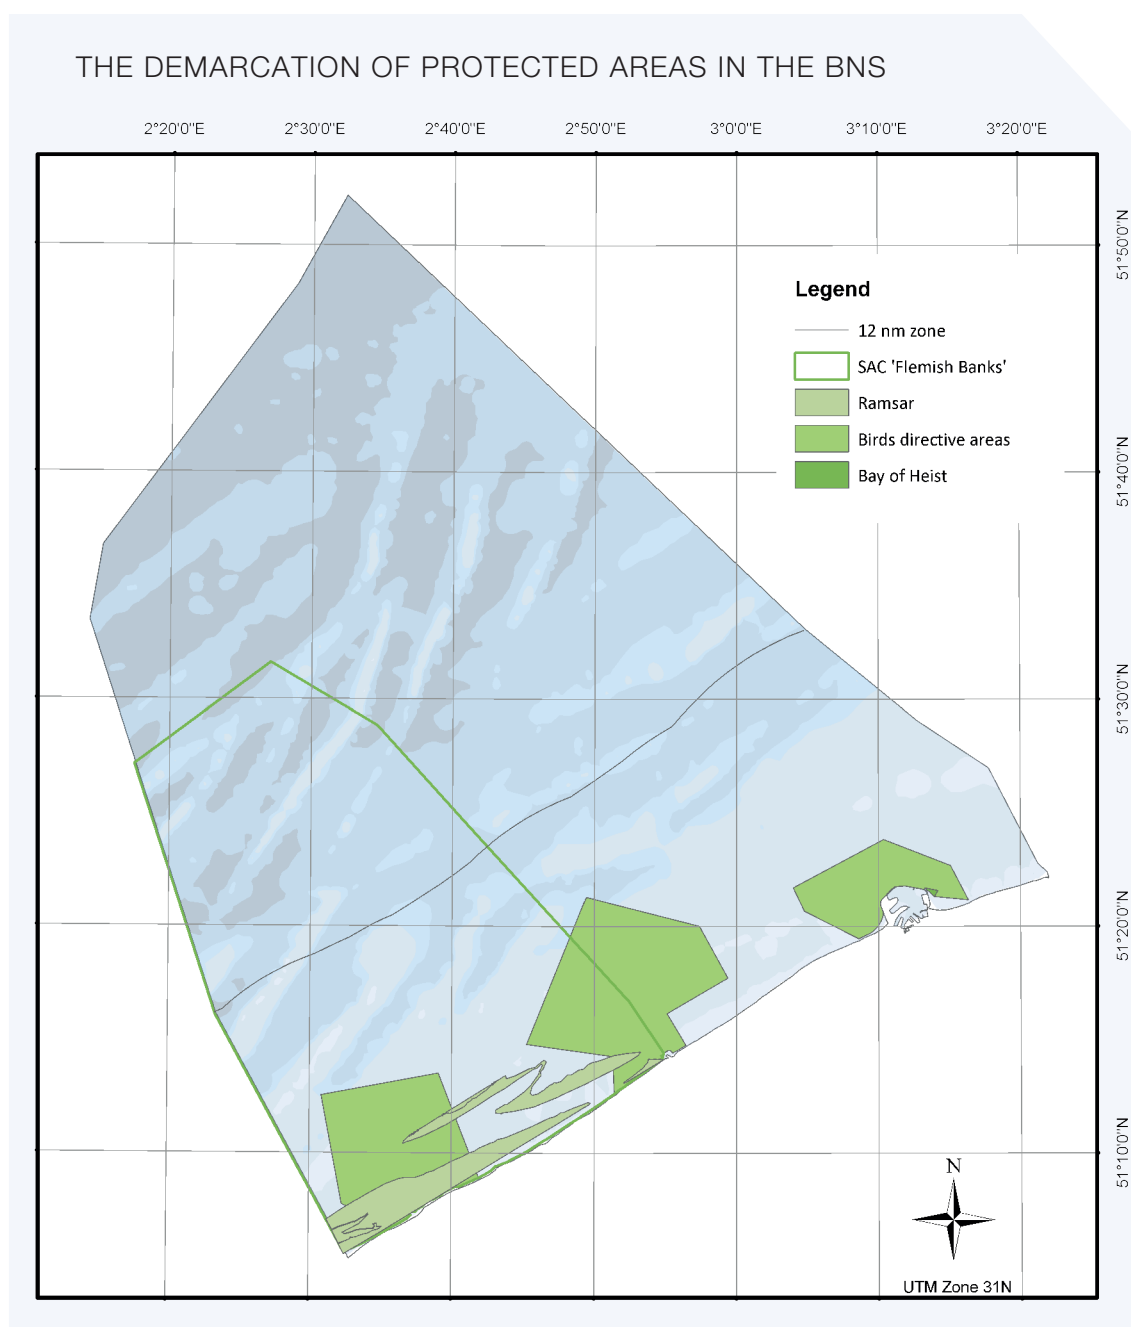 THE DEMARCATION OF PROTECTED AREAS IN THE BNS
2°20'0"E 2°30'0"E 2°40'0"E 2°50'0"E 3°0'0"E 3°10'0"E 3°20'0"E
51°50'0"N
Legend
12 nm zone
SAC 'Flemish Banks'
Ramsar
Birds directive areas
Bay of Heist
51°40'0"N
51°30'0"N
51°20'0"N
51°10'0"N
N
UTM Zone 31N